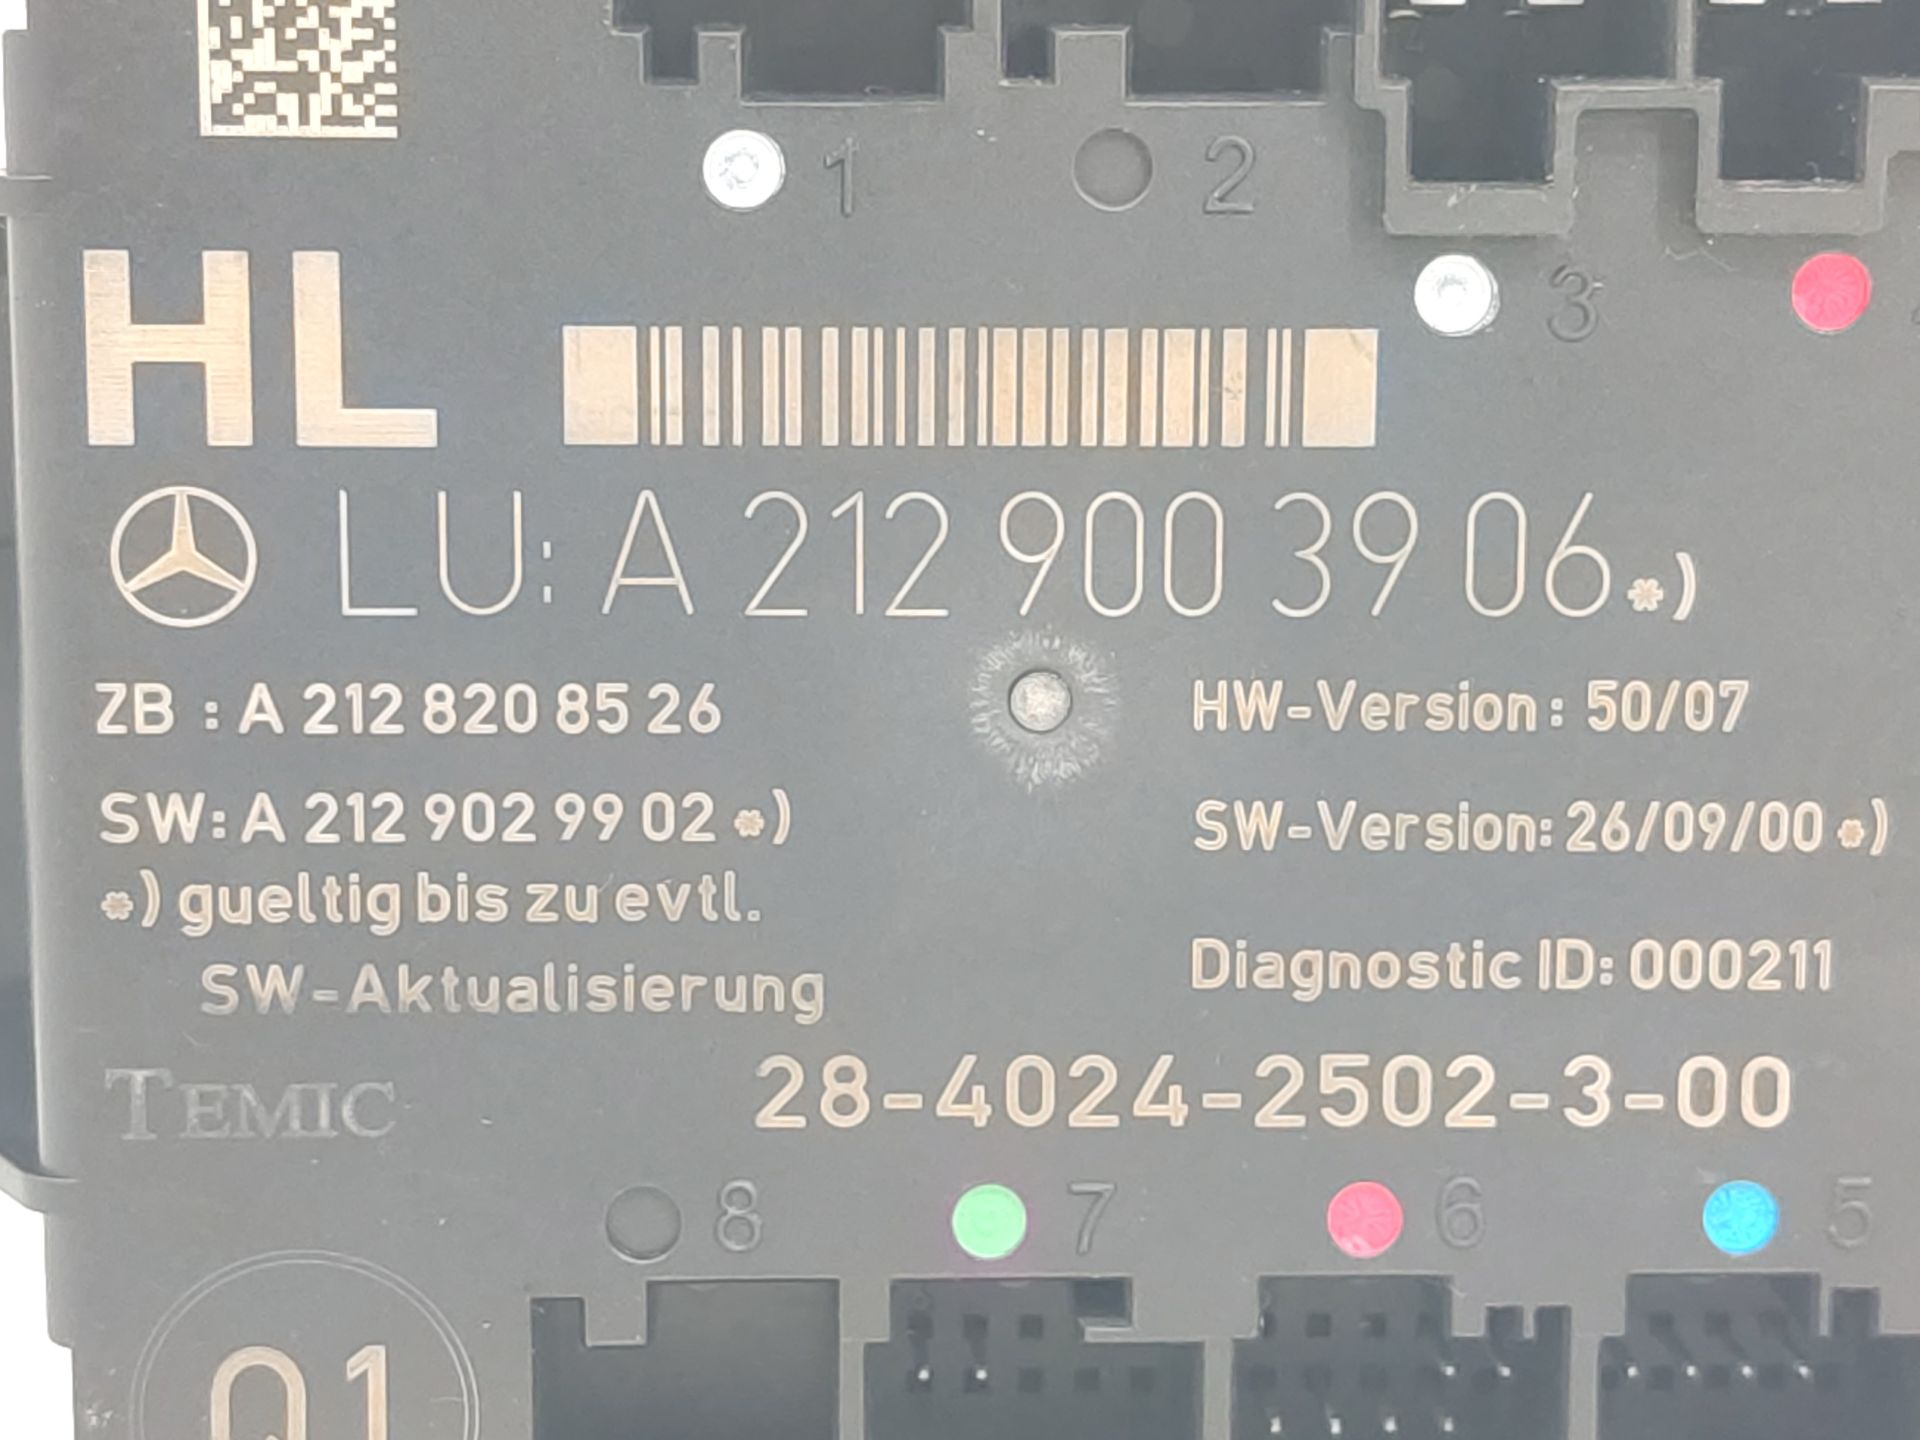 1 2
3
HL
LU: A 212 900 39 06 *)
ZB : A 212 820 85 26
HW-Version: 50/07
SW: A 212 902 99 02 *)
SW-Version: 26/09/00 *)
*) gueltig bis zu evtl.
SW-Aktualisierung
Diagnostic ID: 000211
TEMIC
28-4024-2502-3-00
8 7 6 5
Q1